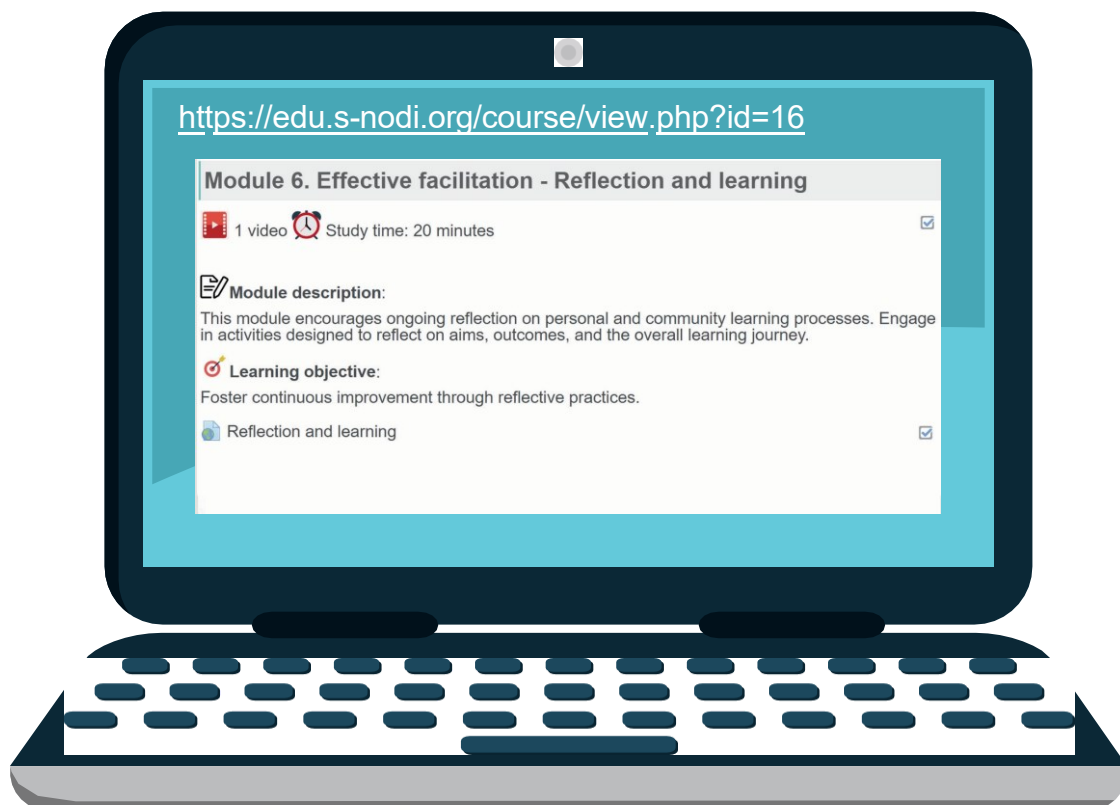 https://edu.s-nodi.org/course/view.php?id=16
Module 6. Effective facilitation - Reflection and learning
1 video Study time: 20 minutes
Module description:
This module encourages ongoing reflection on personal and community learning processes. Engage
in activities designed to reflect on aims, outcomes, and the overall learning journey.
Learning objective:
Foster continuous improvement through reflective practices.
Reflection and learning